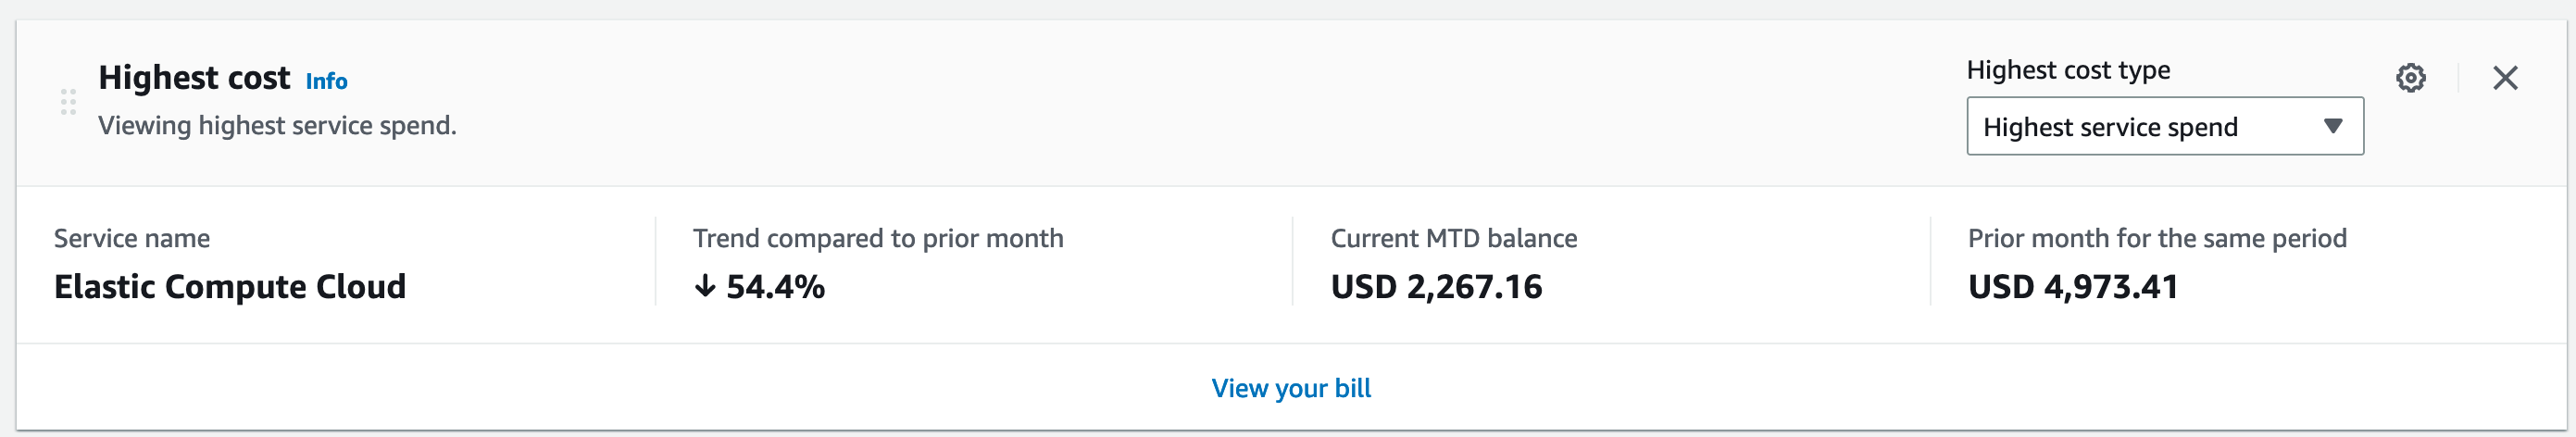 Highest cost Info
Viewing highest service spend.
Highest cost type
Highest service spend
Service name
Elastic Compute Cloud
Trend compared to prior month
↓ 54.4%
Current MTD balance
USD 2,267.16
Prior month for the same period
USD 4,973.41
View your bill